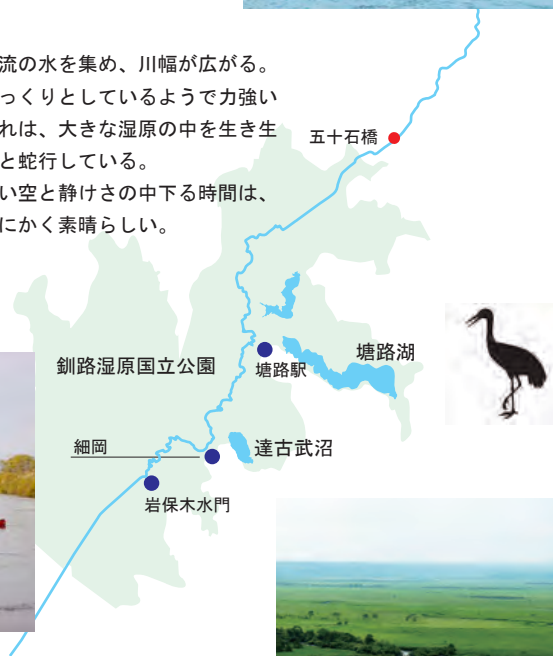 流の水を集め、川幅が広がる。
っくりとしているようで力強い
れは、大きな湿原の中を生き生
と蛇行している。
い空と静けさの中下る時間は、
にかく素晴らしい。
五十石橋
塘路湖
釧路湿原国立公園
塘路駅
細岡
達古武沼
岩保木水門